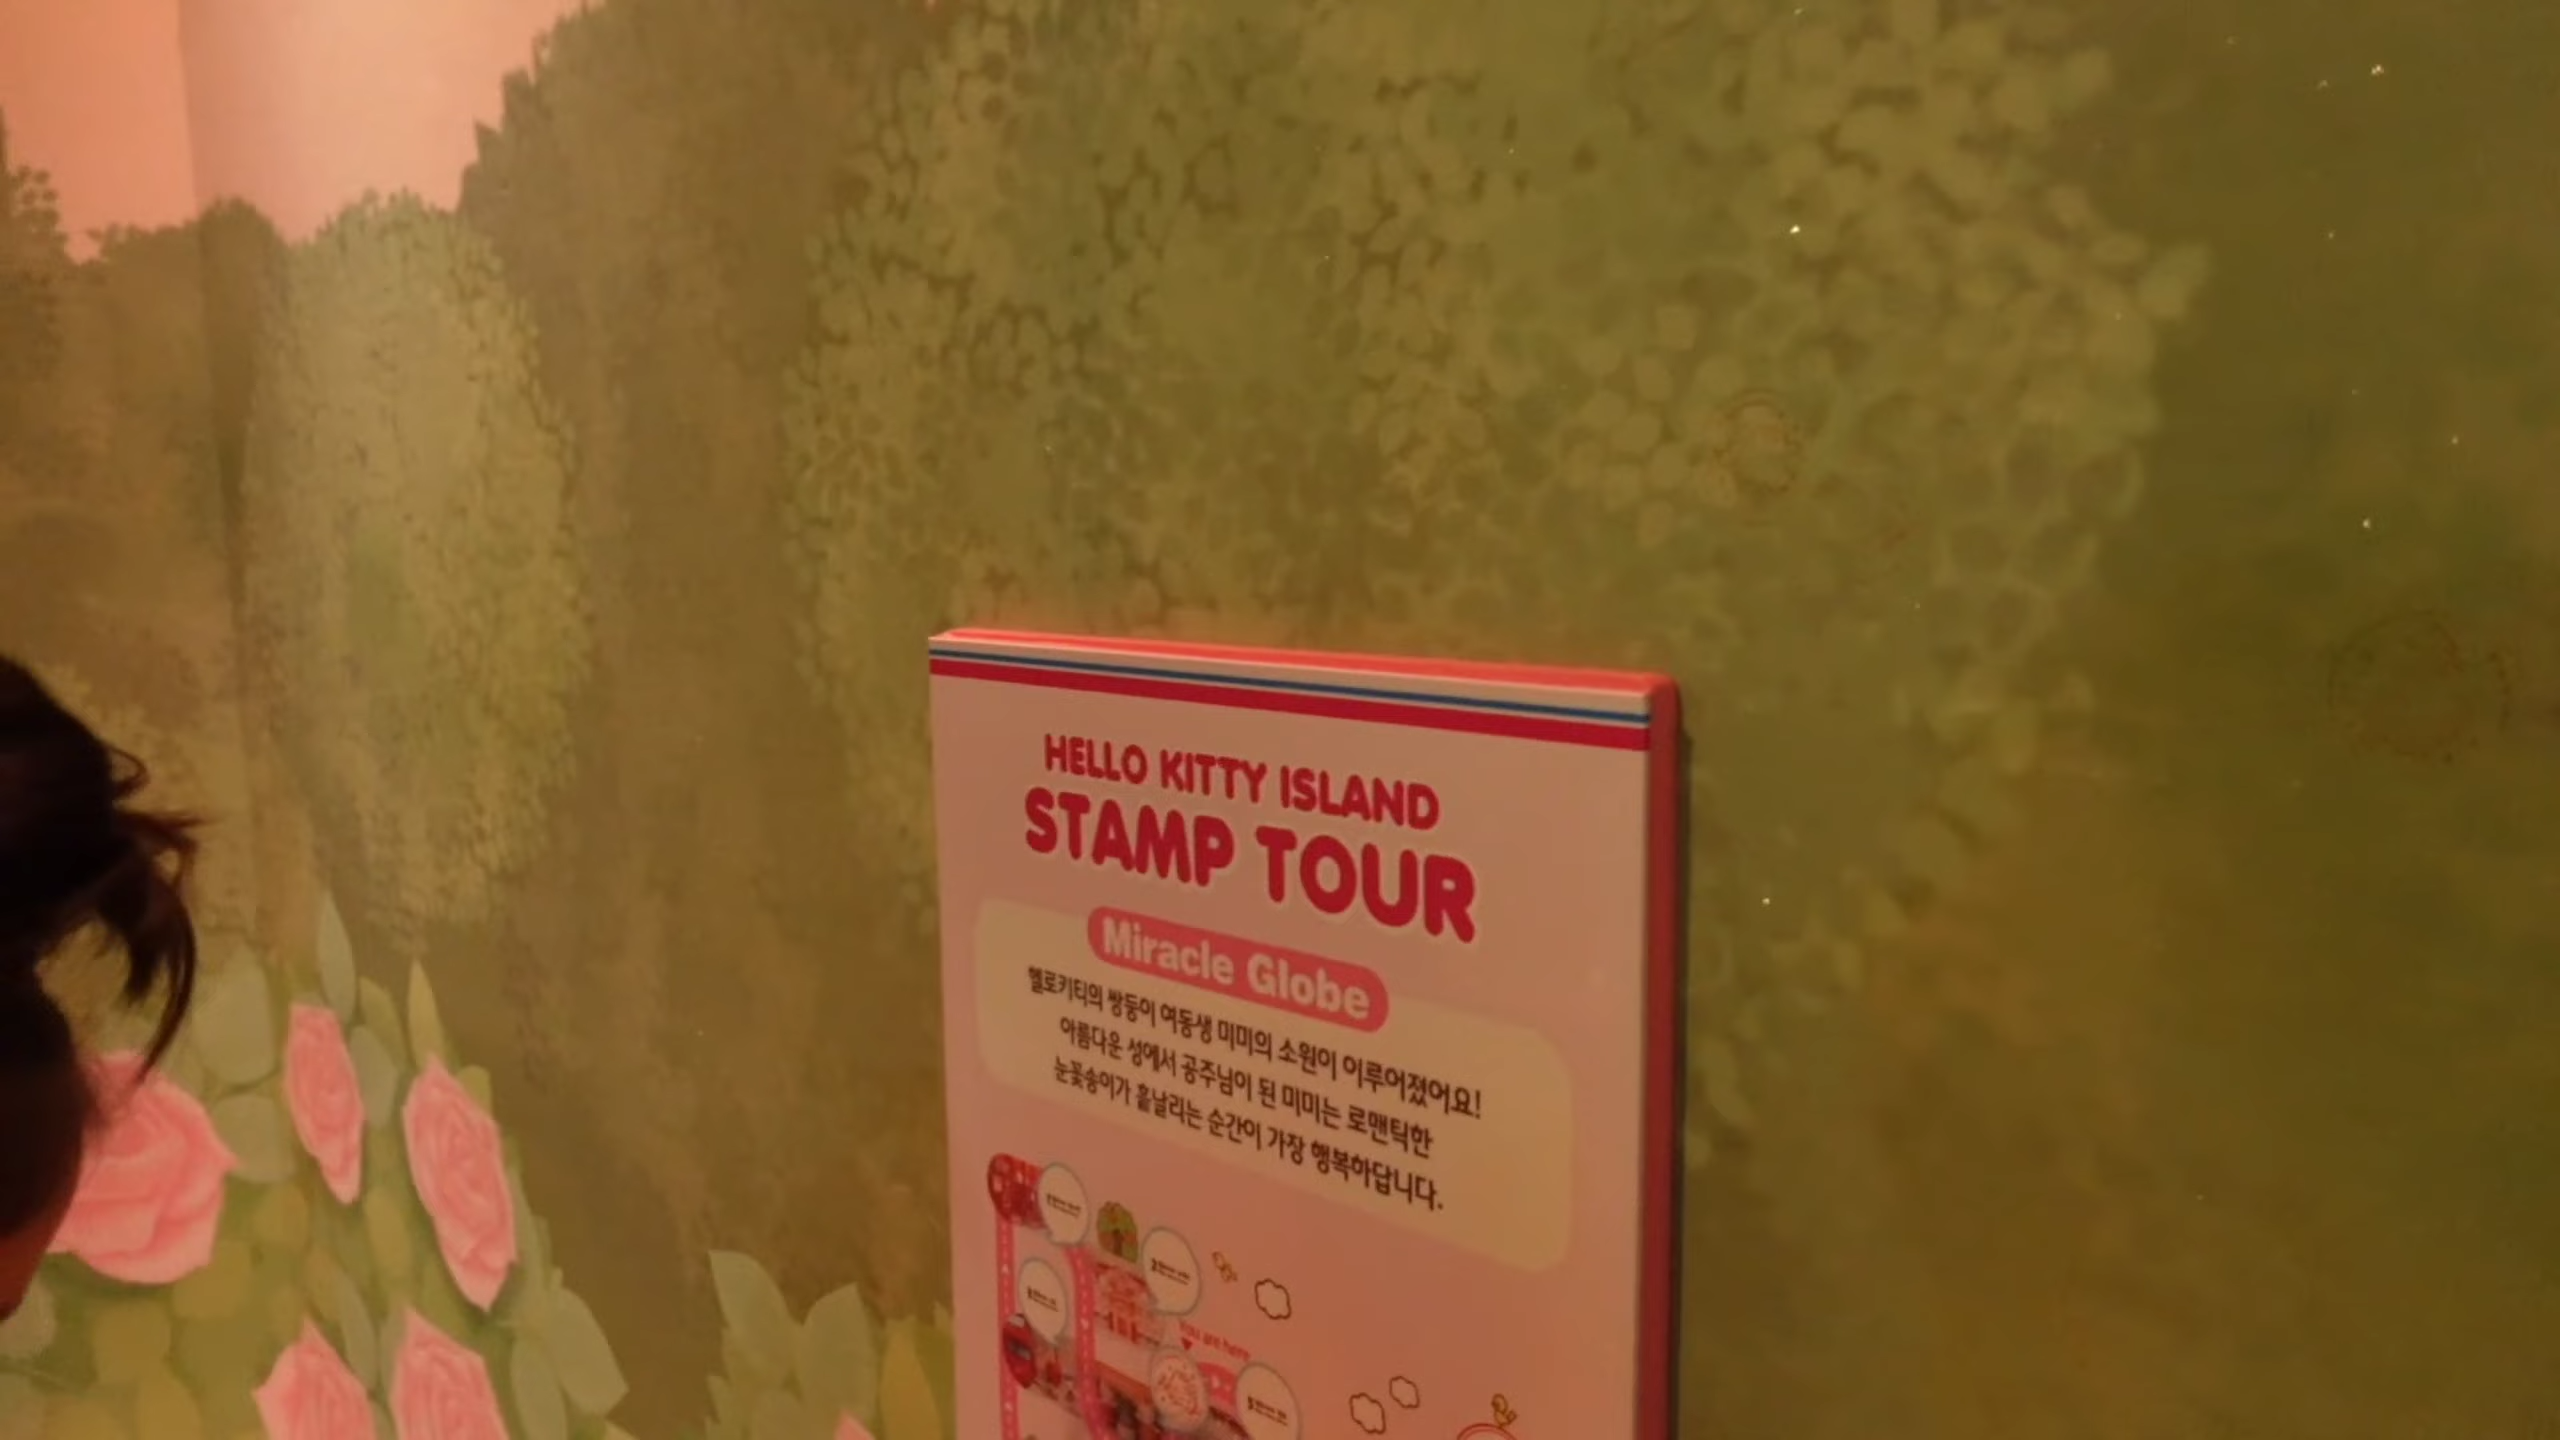 HELLO KITTY ISLAND
STAMP TOUR
Miracle Globe
헬로키티의 쌍둥이 여동생 미미의 소원이 이루어졌어요!
아름다운 성에서 공주님이 된 미미는 로맨틱한
눈꽃송이가 흩날리는 순간이 가장 행복하답니다.
You are here